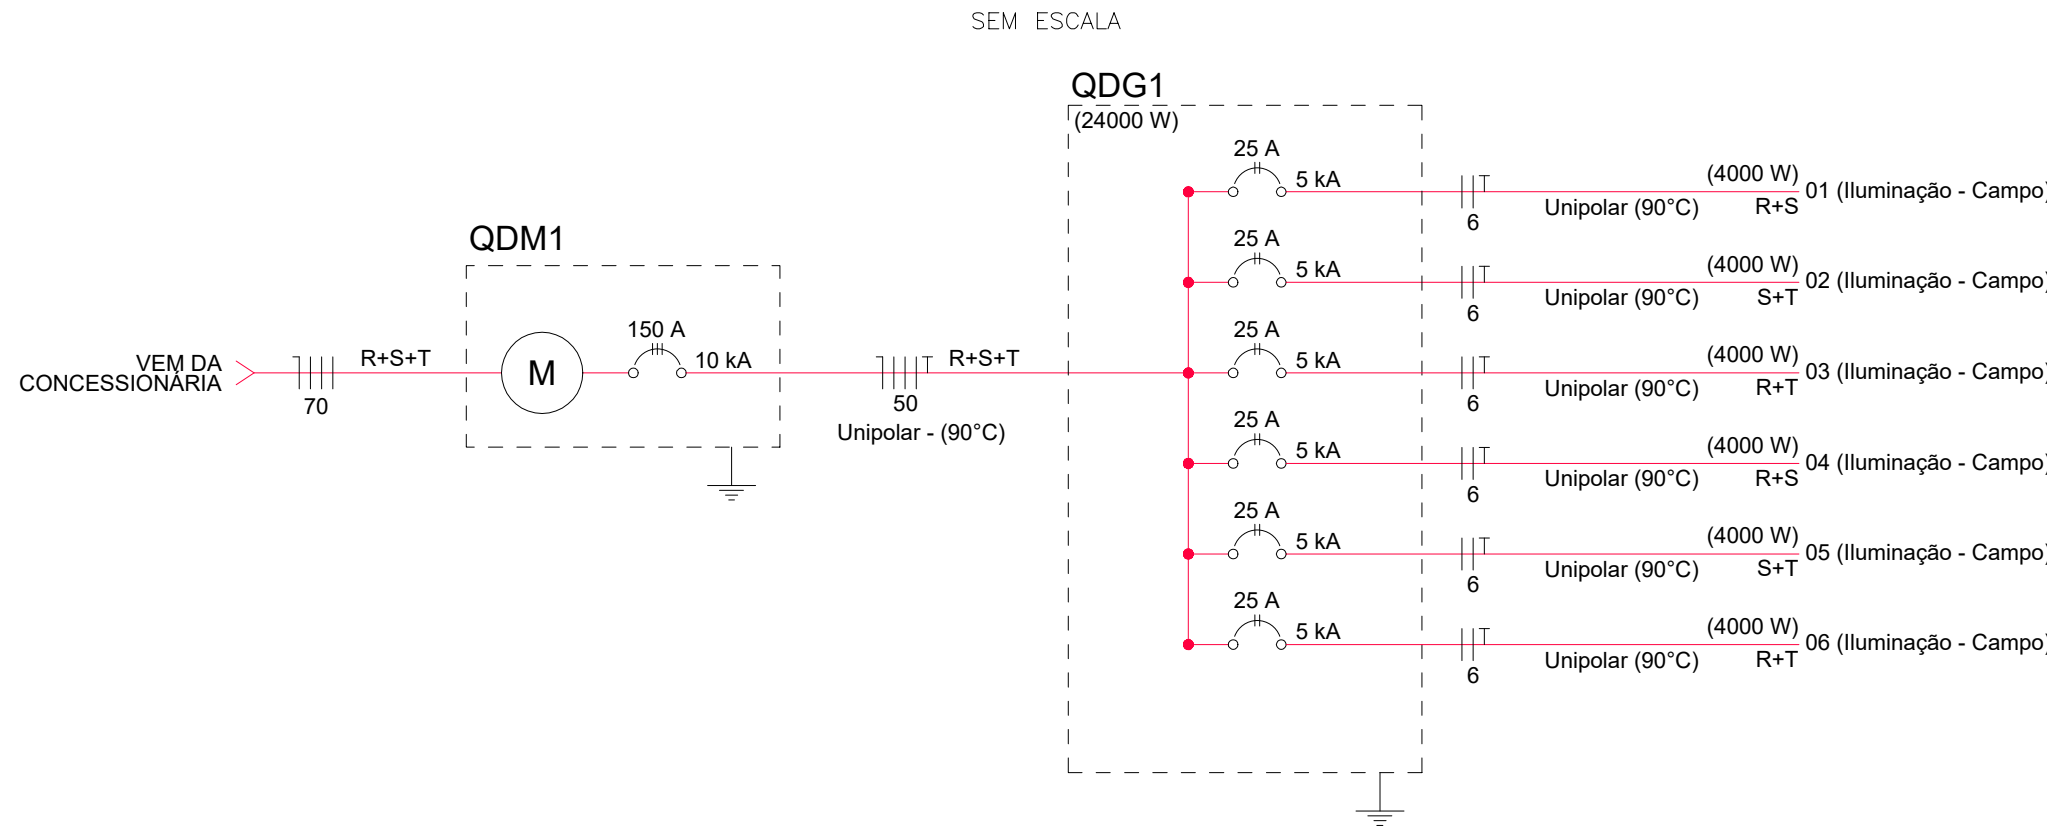 SEM ESCALA
QDG1
(24000 W)
25 A
5 kA
(4000 W)
01 (Iluminação - Campo)
6
Unipolar (90°C)
R+S
25 A
5 kA
(4000 W)
02 (Iluminação - Campo)
6
Unipolar (90°C)
S+T
25 A
5 kA
(4000 W)
03 (Iluminação - Campo)
6
Unipolar (90°C)
R+T
25 A
5 kA
(4000 W)
04 (Iluminação - Campo)
6
Unipolar (90°C)
R+S
25 A
5 kA
(4000 W)
05 (Iluminação - Campo)
6
Unipolar (90°C)
S+T
25 A
5 kA
(4000 W)
06 (Iluminação - Campo)
6
Unipolar (90°C)
R+T
QDM1
VEM DA
CONCESSIONÁRIA
70
R+S+T
M
150 A
10 kA
R+S+T
50
Unipolar - (90°C)